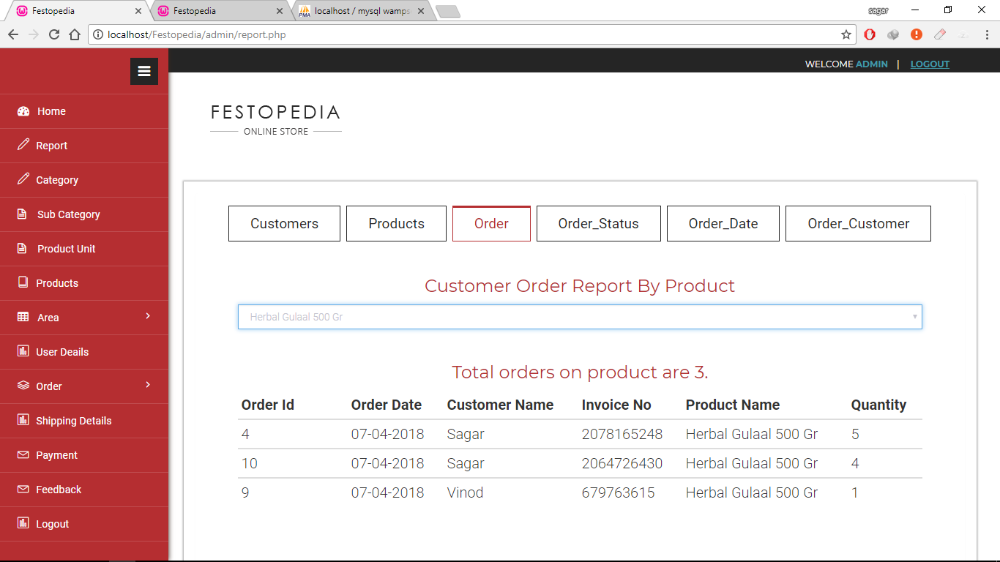 Festopedia
Festopedia
localhost / mysql wamps
sagar
localhost/Festopedia/admin/report.php
WELCOME ADMIN | LOGOUT
Home
Report
Category
Sub Category
Product Unit
Products
Area
User Deails
Order
Shipping Details
Payment
Feedback
Logout
FESTOPEDIA
ONLINE STORE
Customers
Products
Order
Order_Status
Order_Date
Order_Customer
Customer Order Report By Product
Herbal Gulaal 500 Gr
Total orders on product are 3.
Order Id Order Date Customer Name Invoice No Product Name Quantity
4 07-04-2018 Sagar 2078165248 Herbal Gulaal 500 Gr 5
10 07-04-2018 Sagar 2064726430 Herbal Gulaal 500 Gr 4
9 07-04-2018 Vinod 679763615 Herbal Gulaal 500 Gr 1